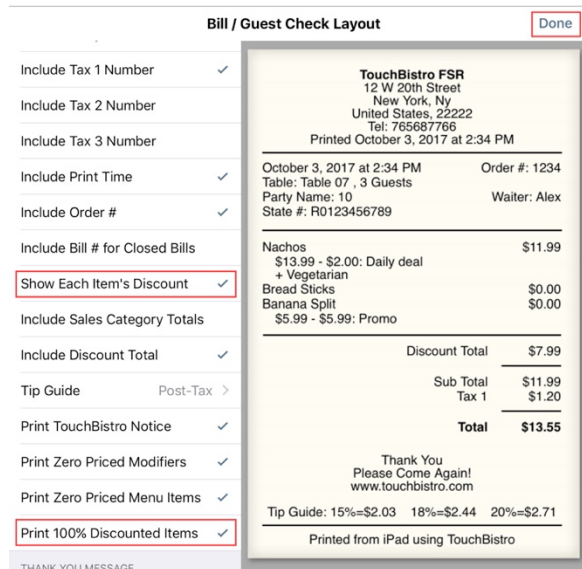 Bill / Guest Check Layout
Done
Include Tax 1 Number
Include Tax 2 Number
Include Tax 3 Number
Include Print Time
Include Order #
Include Bill # for Closed Bills
Show Each Item's Discount
Include Sales Category Totals
Include Discount Total
Tip Guide Post-Tax >
Print TouchBistro Notice
Print Zero Priced Modifiers
Print Zero Priced Menu Items
Print 100% Discounted Items
THANK YOU MESSAGE
TouchBistro FSR
12 W 20th Street
New York, Ny
United States, 22222
Tel: 765687766
Printed October 3, 2017 at 2:34 PM
October 3, 2017 at 2:34 PM Order #: 1234
Table: Table 07 , 3 Guests
Party Name: 10 Waiter: Alex
State #: R0123456789
Nachos $11.99
$13.99 - $2.00: Daily deal
+ Vegetarian
Bread Sticks $0.00
Banana Split $0.00
$5.99 - $5.99: Promo
Discount Total $7.99
Sub Total $11.99
Tax 1 $1.20
Total $13.55
Thank You
Please Come Again!
www.touchbistro.com
Tip Guide: 15%=$2.03 18%=$2.44 20%=$2.71
Printed from iPad using TouchBistro